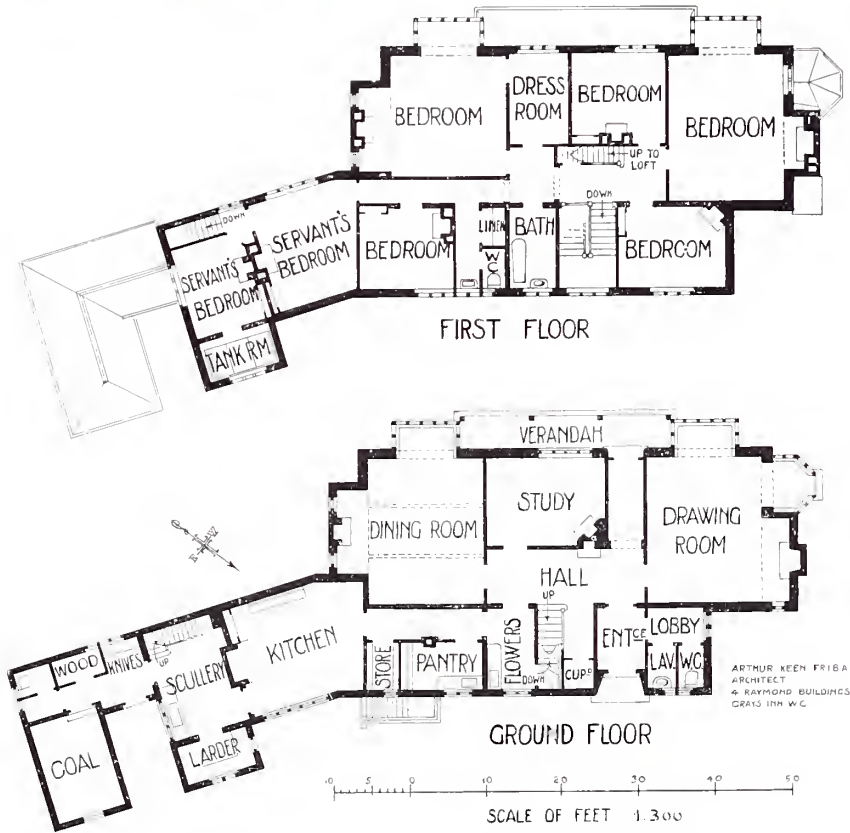 DRESS
ROOM
BEDROOM
BEDROOM
BEDROOM
UP TO
LOFT
DOWN
DOWN
SERVANT'S
BEDROOM
BEDROOM
LINEN
W.C.
BATH
BEDROOM
SERVANT'S
BEDROOM
TANK RM
FIRST FLOOR
VERANDAH
DINING ROOM
STUDY
DRAWING
ROOM
HALL
UP
KITCHEN
WOOD
KNIVES
UP
SCULLERY
STORE
PANTRY
FLOWERS
DOWN
CUPD
ENTCE
LOBBY
LAV.
W.C.
LARDER
COAL
ARTHUR KEEN FRIBA
ARCHITECT
4 RAYMOND BUILDINGS
GRAYS INN W C
GROUND FLOOR
10 5 0 10 20 30 40 50
SCALE OF FEET 1.300